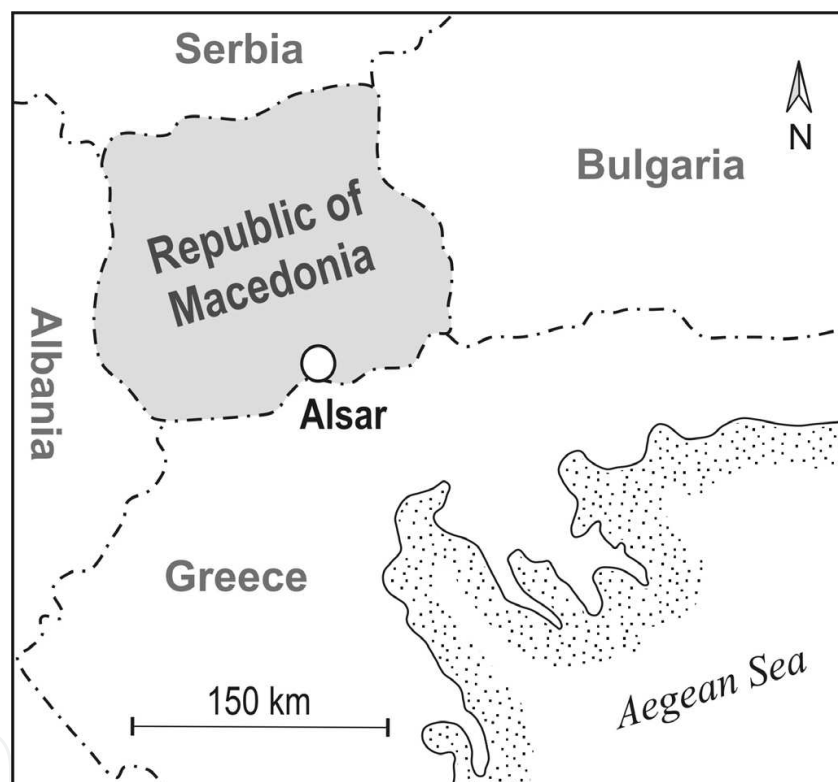 Serbia
N
Bulgaria
Republic of
Macedonia
Albania
Alsar
Greece
150 km
Aegean Sea